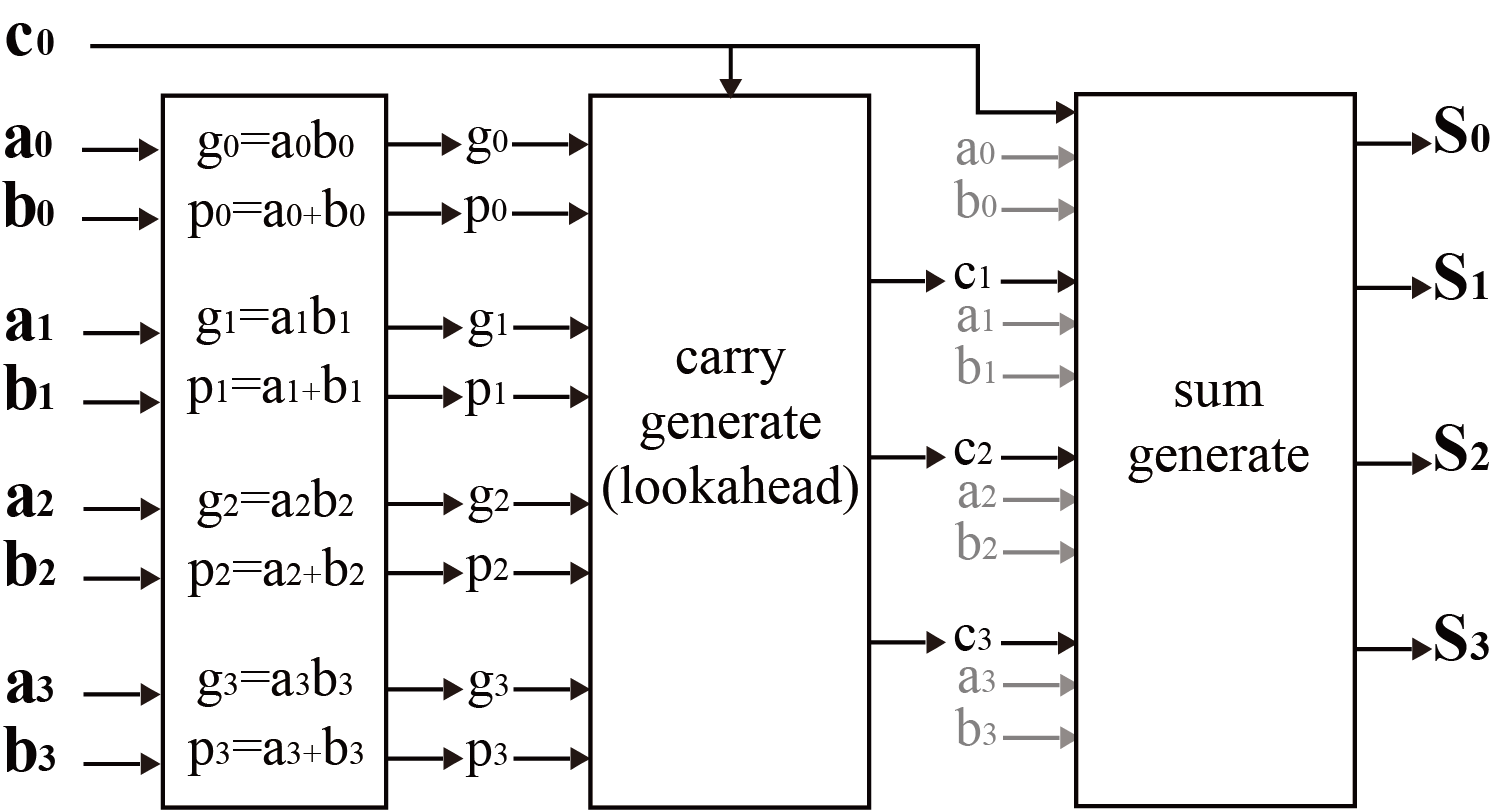 c0
a0
b0
a1
b1
a2
b2
a3
b3
g0=a0b0
p0=a0+b0
g1=a1b1
p1=a1+b1
g2=a2b2
p2=a2+b2
g3=a3b3
p3=a3+b3
g0
p0
g1
p1
g2
p2
g3
p3
carry
generate
(lookahead)
a0
b0
c1
a1
b1
c2
a2
b2
c3
a3
b3
sum
generate
S0
S1
S2
S3